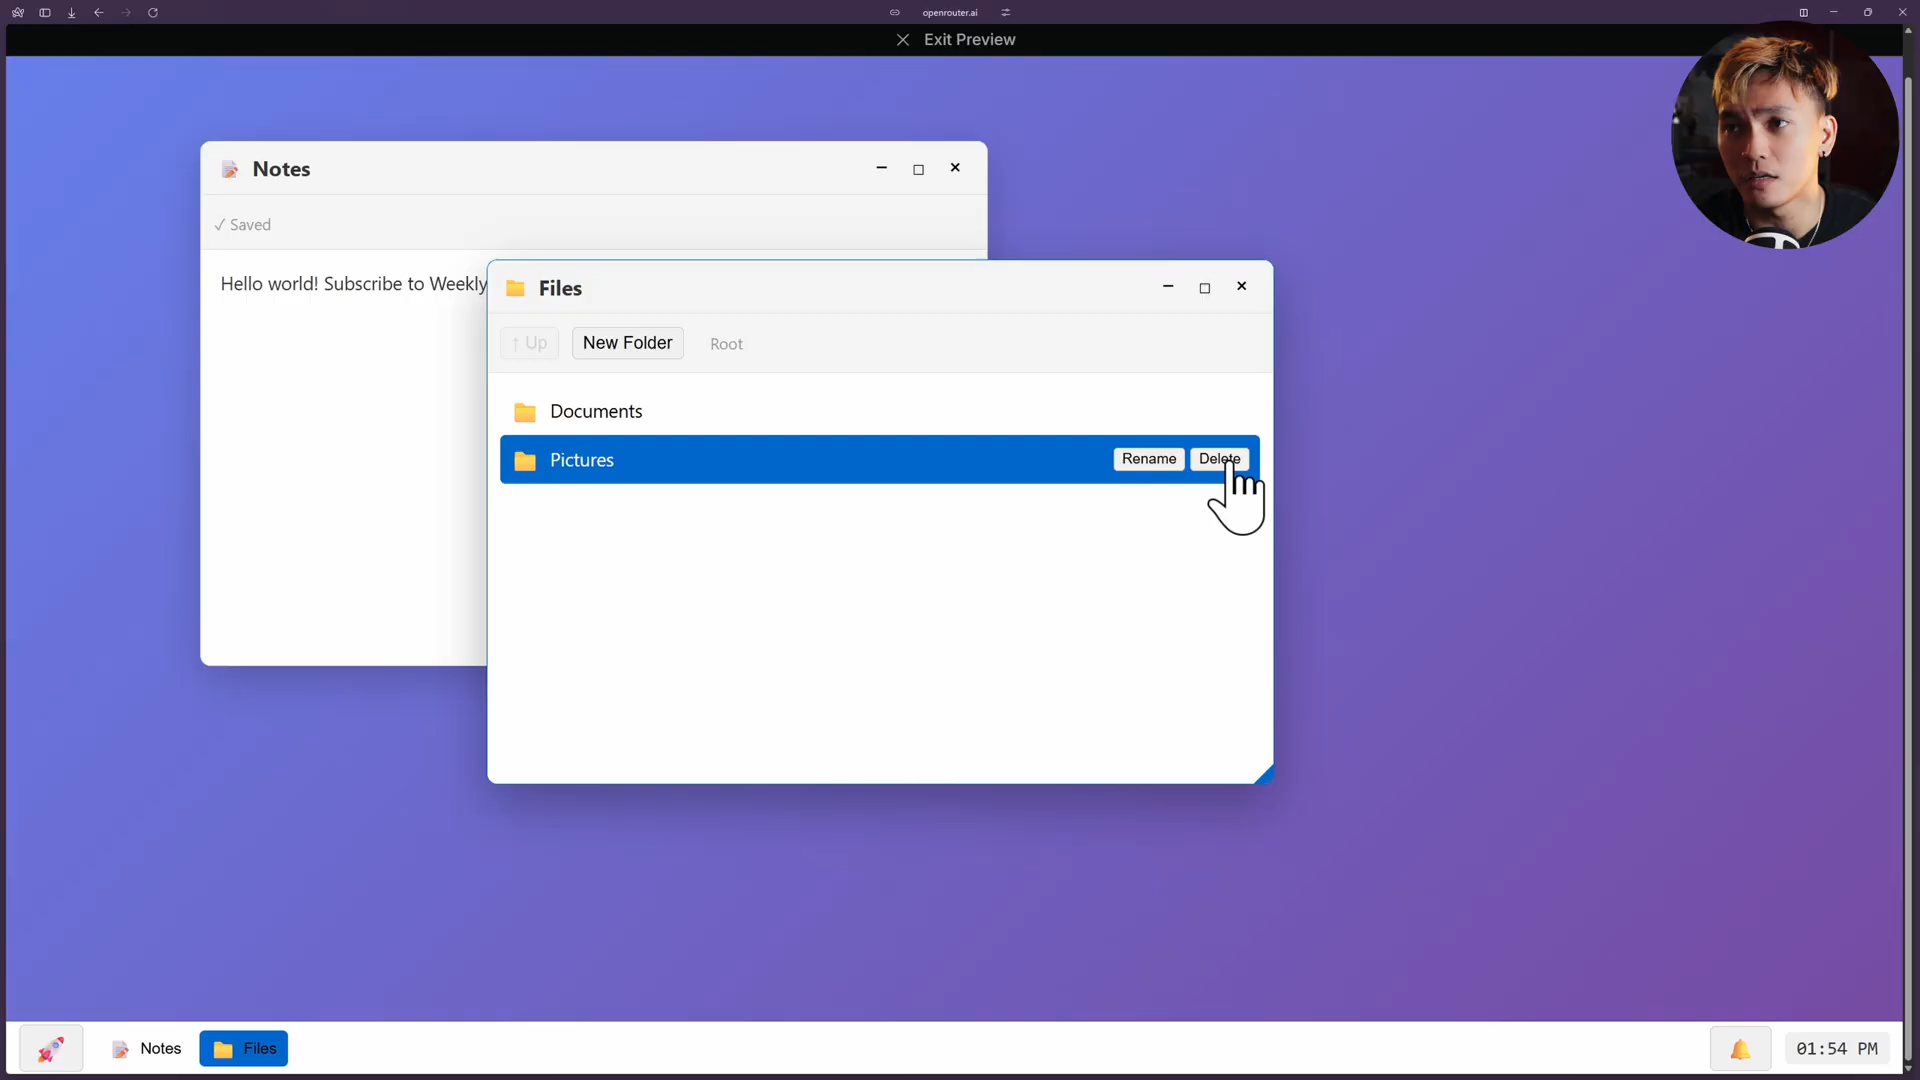 openrouter.ai
Exit Preview
Notes
✓ Saved
Hello world! Subscribe to Weekly
Files
↑ Up
New Folder
Root
Documents
Pictures
Rename
Delete
Notes
Files
01:54 PM